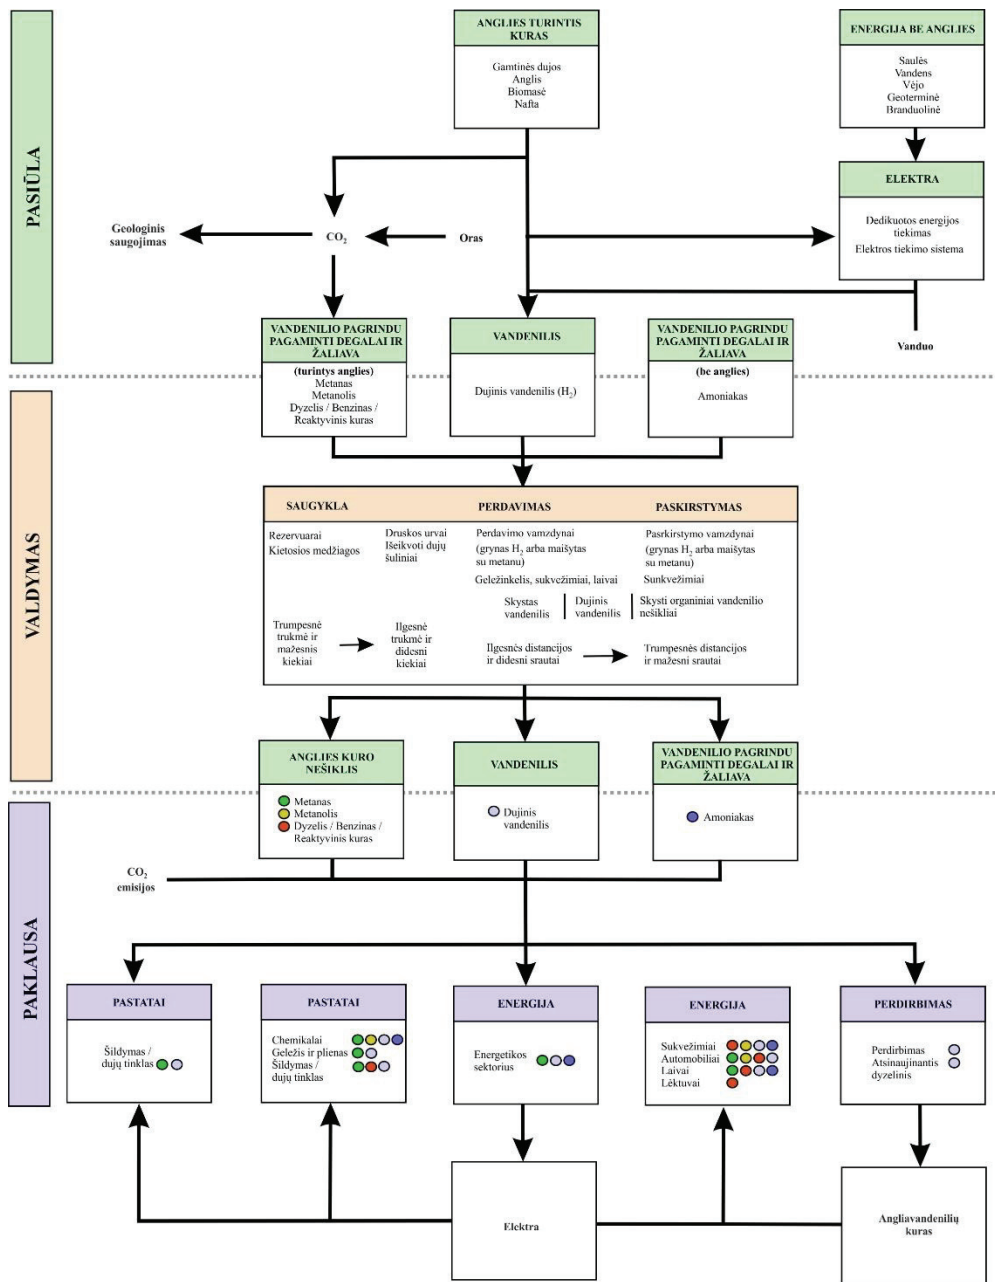 PASIŪLA
ANGLIES TURINTIS
KURAS
Gamtinės dujos
Anglis
Biomasė
Nafta
ENERGIJA BE ANGLIES
Saulės
Vandens
Vėjo
Geoterminė
Branduolinė
ELEKTRA
Dedikuotos energijos
tiekimas
Elektros tiekimo sistema
Geologinis
saugojimas
CO₂
Oras
Vanduo
VANDENILIO PAGRINDU
PAGAMINTI DEGALAI IR
ŽALIAVA
(turintys anglies)
Metanas
Metanolis
Dyzelis / Benzinas /
Reaktyvinis kuras
VANDENILIS
Dujinis vandenilis (H₂)
VANDENILIO PAGRINDU
PAGAMINTI DEGALAI IR
ŽALIAVA
(be anglies)
Amoniakas
VALDYMAS
SAUGYKLA
Rezervuarai
Kietosios medžiagos
Druskos urvai
Išeikvoti dujų
šuliniai
Trumpesnė
trukmė ir
mažesnis
kiekiai
Ilgesnė
trukmė ir
didesni
kiekiai
PERDAVIMAS
Perdavimo vamzdynai
(grynas H₂ arba maišytas
su metanu)
Geležinkelis, sukvežimiai, laivai
Skystas
vandenilis
Dujinis
vandenilis
Ilgesnės distancijos
ir didesni srautai
PASKIRSTYMAS
Pasrkirstymo vamzdynai
(grynas H₂ arba maišytas
su metanu)
Sunkvežimiai
Skysti organiniai vandenilio
nešikliai
Trumpesnės distancijos
ir mažesni srautai
ANGLIES KURO
NEŠIKLIS
Metanas
Metanolis
Dyzelis / Benzinas /
Reaktyvinis kuras
VANDENILIS
Dujinis
vandenilis
VANDENILIO PAGRINDU
PAGAMINTI DEGALAI IR
ŽALIAVA
Amoniakas
PAKLAUSA
CO₂
emisijos
PASTATAI
Šildymas /
dujų tinklas
PASTATAI
Chemikalai
Geležis ir plienas
Šildymas /
dujų tinklas
ENERGIJA
Energetikos
sektorius
ENERGIJA
Sukvežimiai
Automobiliai
Laivai
Lėktuvai
PERDIRBIMAS
Perdirbimas
Atsinaujinantis
dyzelinis
Elektra
Angliavandenilių
kuras